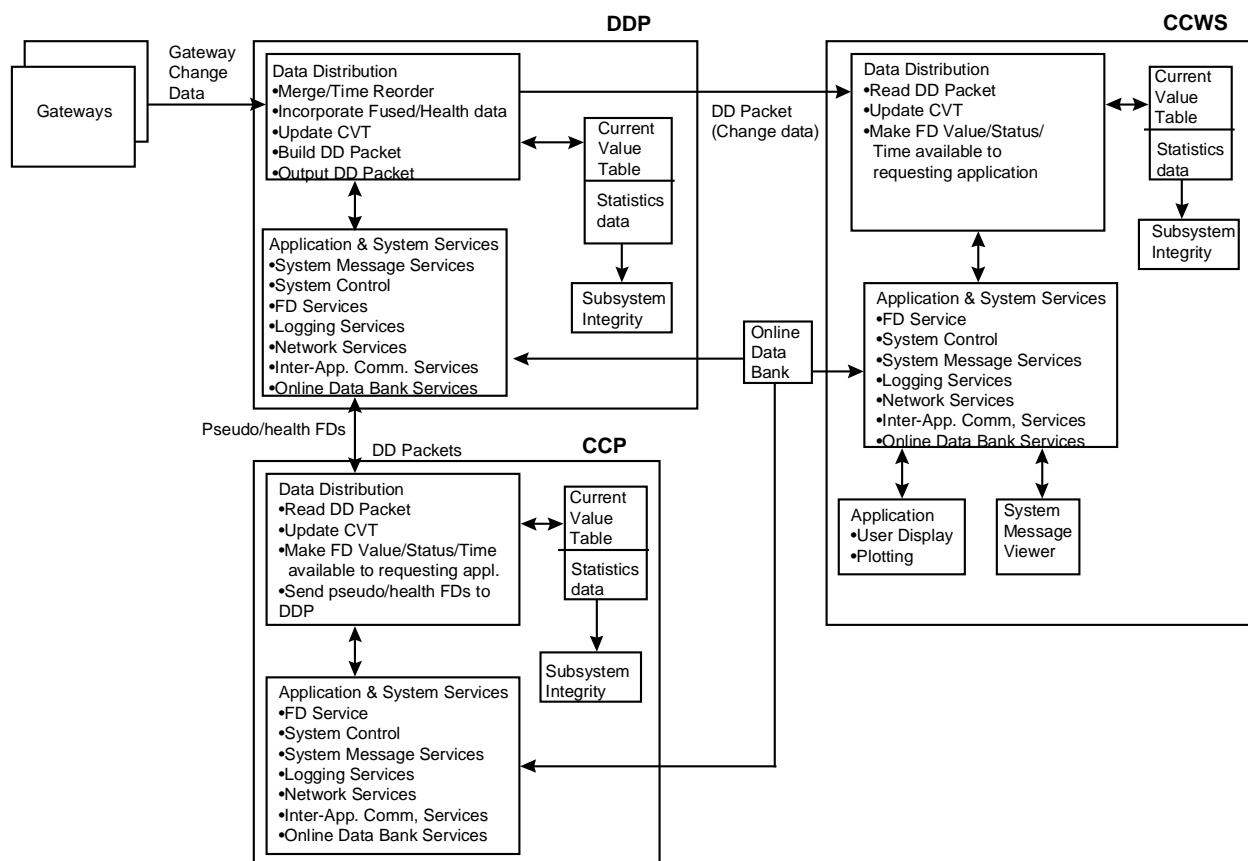 DDP
CCWS
Gateway
Change
Data
Gateways
Data Distribution
•Merge/Time Reorder
•Incorporate Fused/Health data
•Update CVT
•Build DD Packet
•Output DD Packet
Current
Value
Table
Statistics
data
Subsystem
Integrity
Application & System Services
•System Message Services
•System Control
•FD Services
•Logging Services
•Network Services
•Inter-App. Comm. Services
•Online Data Bank Services
DD Packet
(Change data)
Online
Data
Bank
Data Distribution
•Read DD Packet
•Update CVT
•Make FD Value/Status/
Time available to
requesting application
Current
Value
Table
Statistics
data
Subsystem
Integrity
Application & System Services
•FD Service
•System Control
•System Message Services
•Logging Services
•Network Services
•Inter-App. Comm, Services
•Online Data Bank Services
Application
•User Display
•Plotting
System
Message
Viewer
Pseudo/health FDs
DD Packets
CCP
Data Distribution
•Read DD Packet
•Update CVT
•Make FD Value/Status/Time
available to requesting appl.
•Send pseudo/health FDs to
DDP
Current
Value
Table
Statistics
data
Subsystem
Integrity
Application & System Services
•FD Service
•System Control
•System Message Services
•Logging Services
•Network Services
•Inter-App. Comm, Services
•Online Data Bank Services